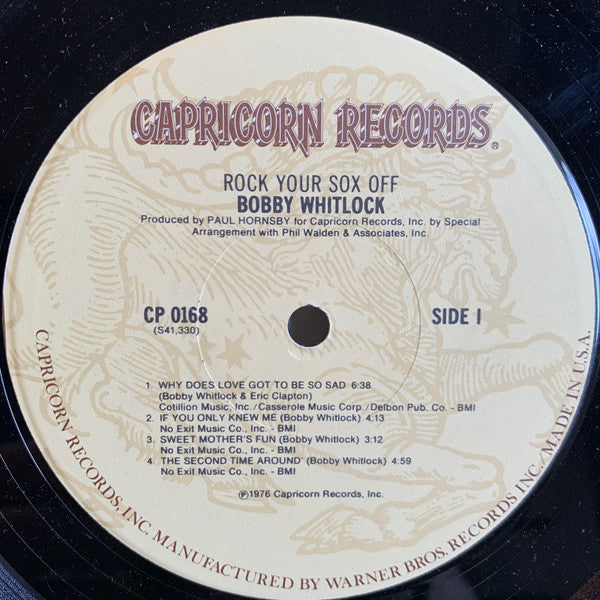 CAPRICORN RECORDS®
ROCK YOUR SOX OFF
BOBBY WHITLOCK
Produced by PAUL HORNSBY for Capricorn Records, Inc. by Special
Arrangement with Phil Walden & Associates, Inc.
CP 0168
(S41,330)
SIDE I
1. WHY DOES LOVE GOT TO BE SO SAD 6:38
(Bobby Whitlock & Eric Clapton)
Cotillion Music, Inc./Casserole Music Corp./Delbon Pub. Co. - BMI
2. IF YOU ONLY KNEW ME (Bobby Whitlock) 4:13
No Exit Music Co., Inc. - BMI
3. SWEET MOTHER'S FUN (Bobby Whitlock) 3:12
No Exit Music Co., Inc. - BMI
4. THE SECOND TIME AROUND (Bobby Whitlock) 4:59
No Exit Music Co., Inc. - BMI
℗1976 Capricorn Records, Inc.
CAPRICORN RECORDS, INC. MANUFACTURED BY WARNER BROS. RECORDS INC./MADE IN U.S.A.